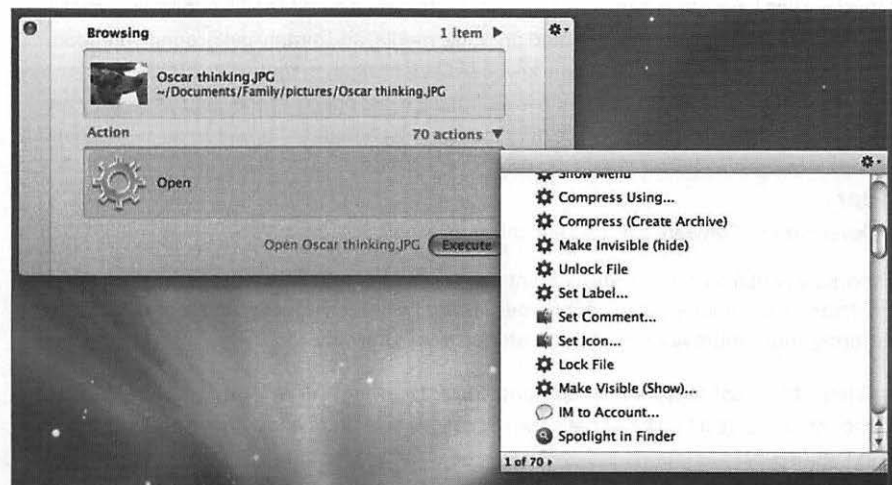 Browsing 1 item
Oscar thinking.JPG
~/Documents/Family/pictures/Oscar thinking.JPG
Action 70 actions
Open
Open Oscar thinking.JPG Execute
Show Menu
Compress Using...
Compress (Create Archive)
Make Invisible (hide)
Unlock File
Set Label...
Set Comment...
Set Icon...
Lock File
Make Visible (Show)...
IM to Account...
Spotlight in Finder
1 of 70